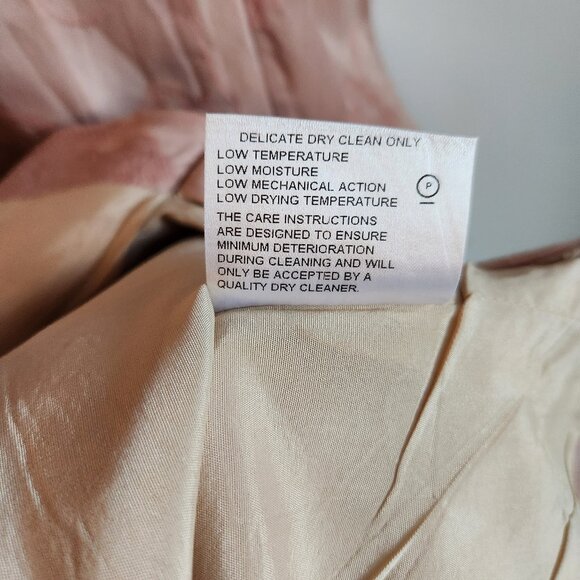 DELICATE DRY CLEAN ONLY
LOW TEMPERATURE
LOW MOISTURE
LOW MECHANICAL ACTION
LOW DRYING TEMPERATURE
P
THE CARE INSTRUCTIONS
ARE DESIGNED TO ENSURE
MINIMUM DETERIORATION
DURING CLEANING AND WILL
ONLY BE ACCEPTED BY A
QUALITY DRY CLEANER.